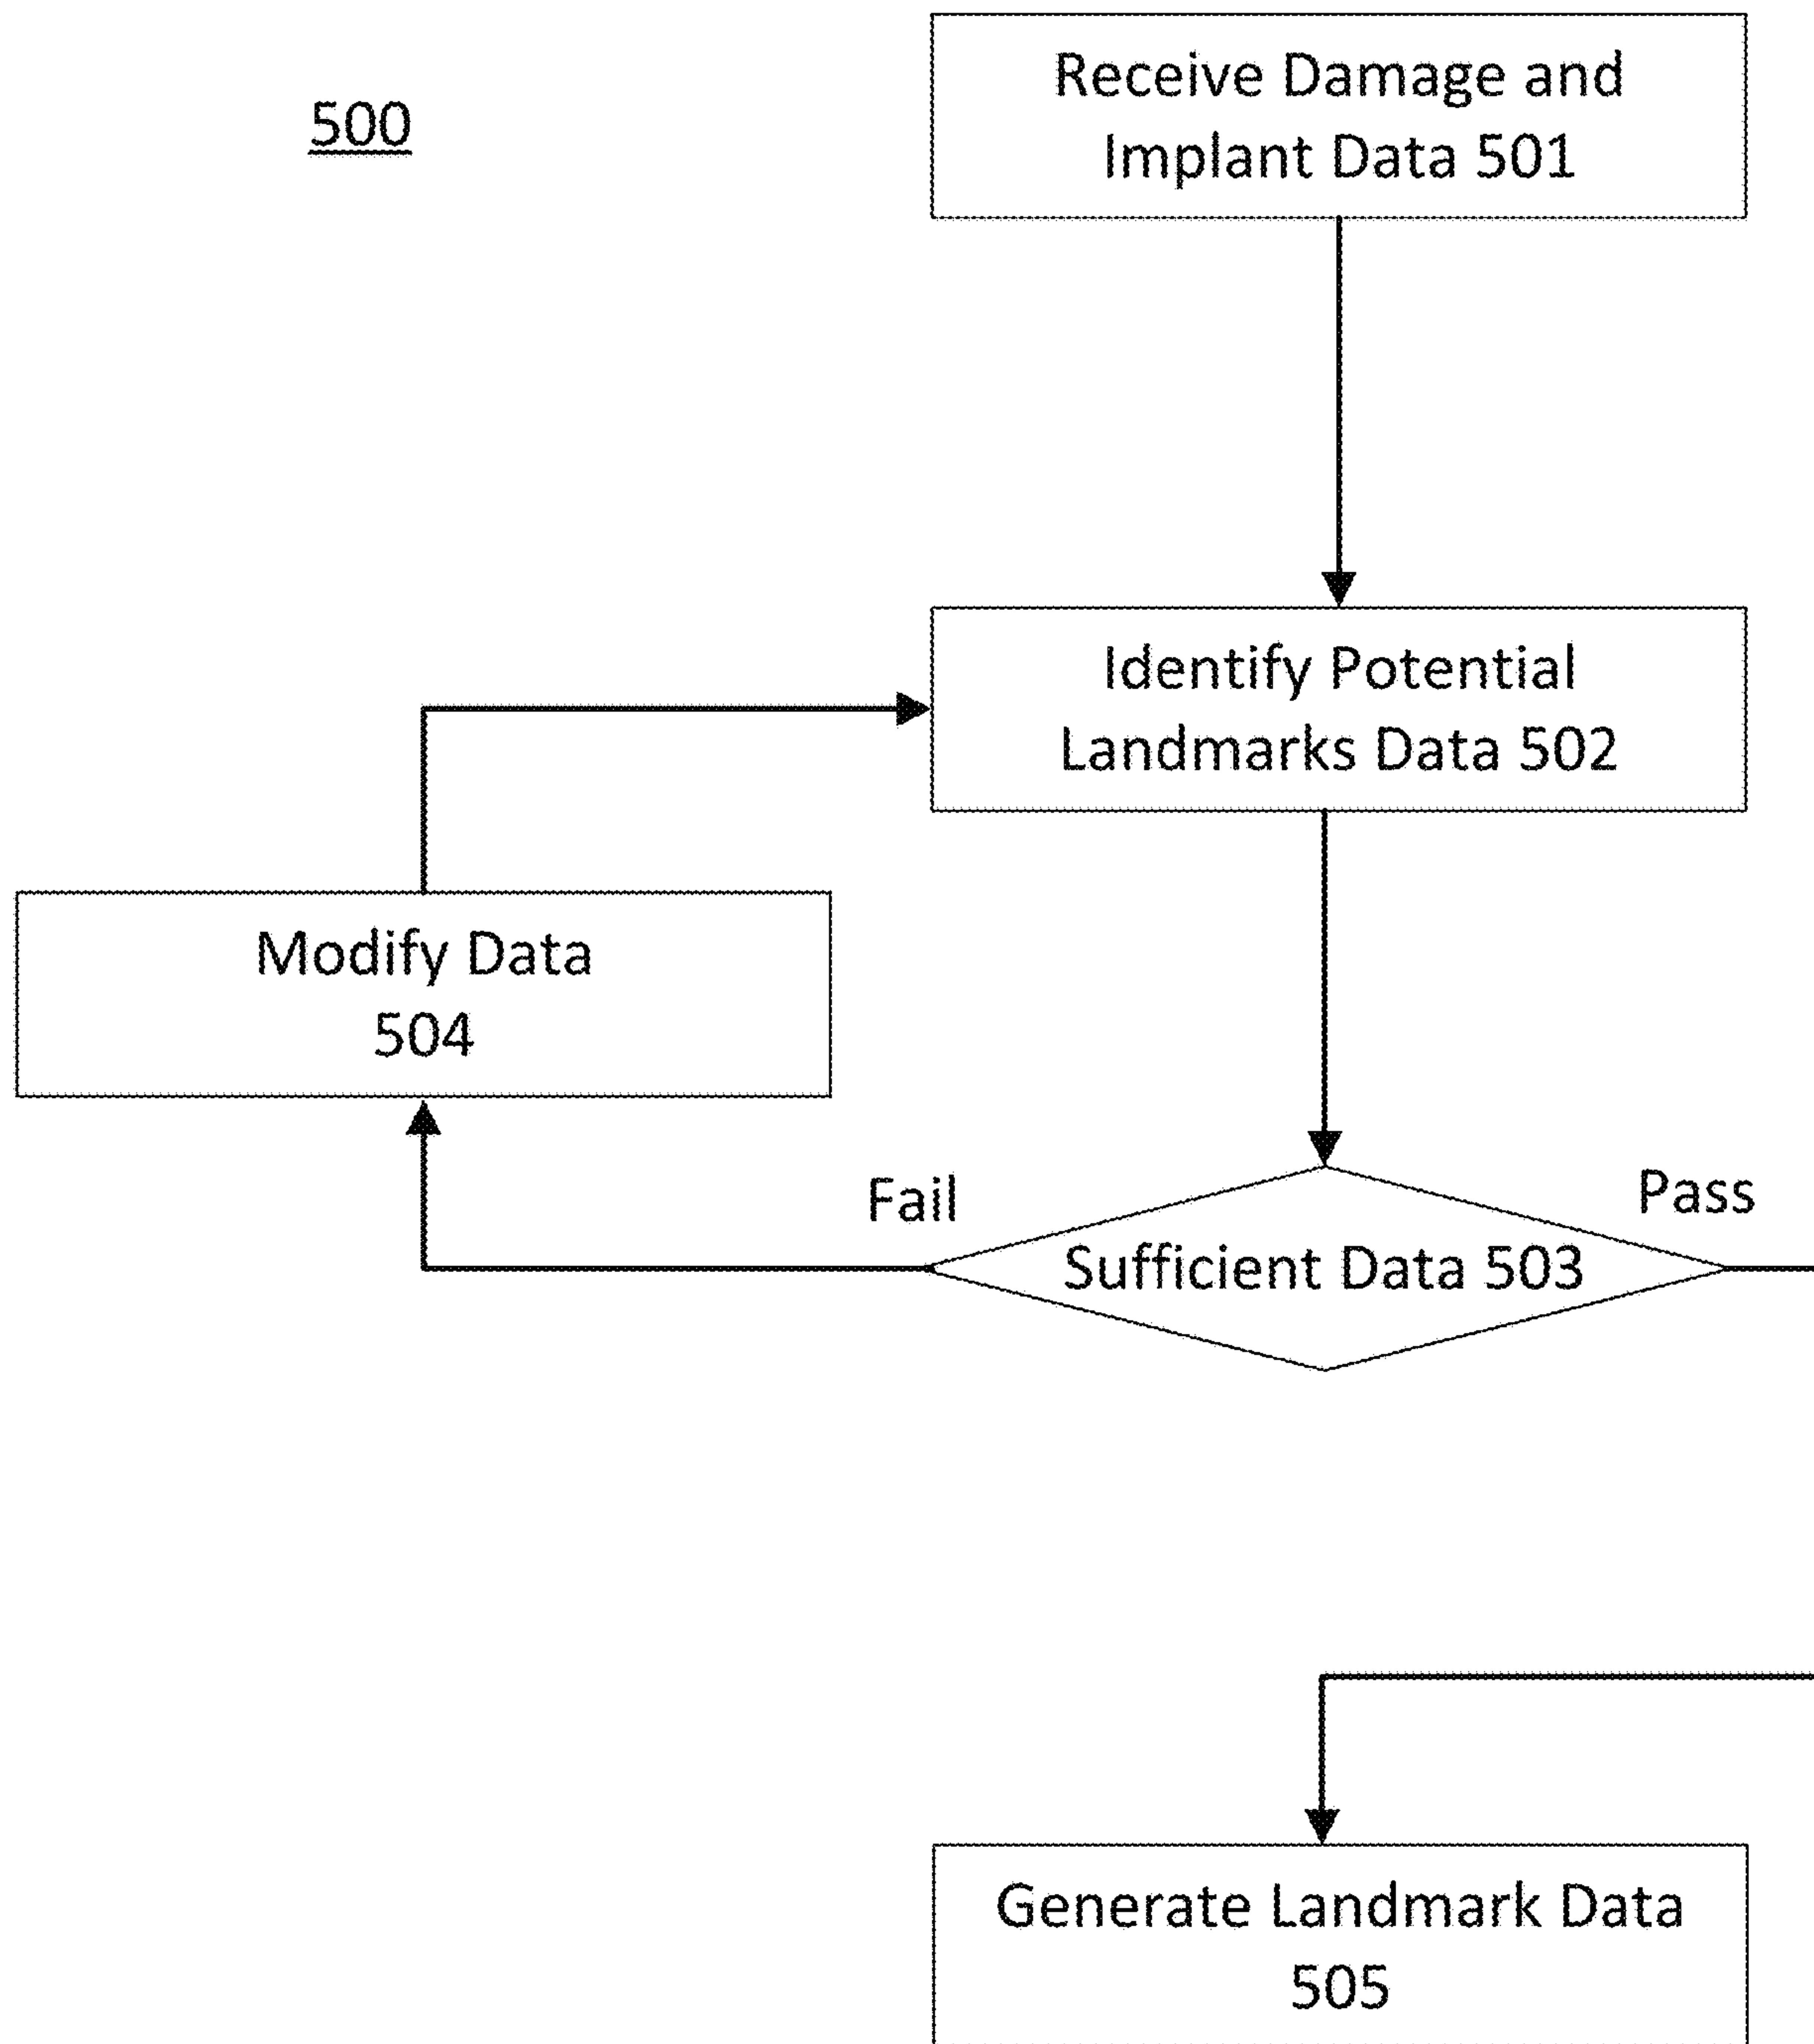 500
Receive Damage and
Implant Data 501
Identify Potential
Landmarks Data 502
Modify Data
504
Fail
Pass
Sufficient Data 503
Generate Landmark Data
505